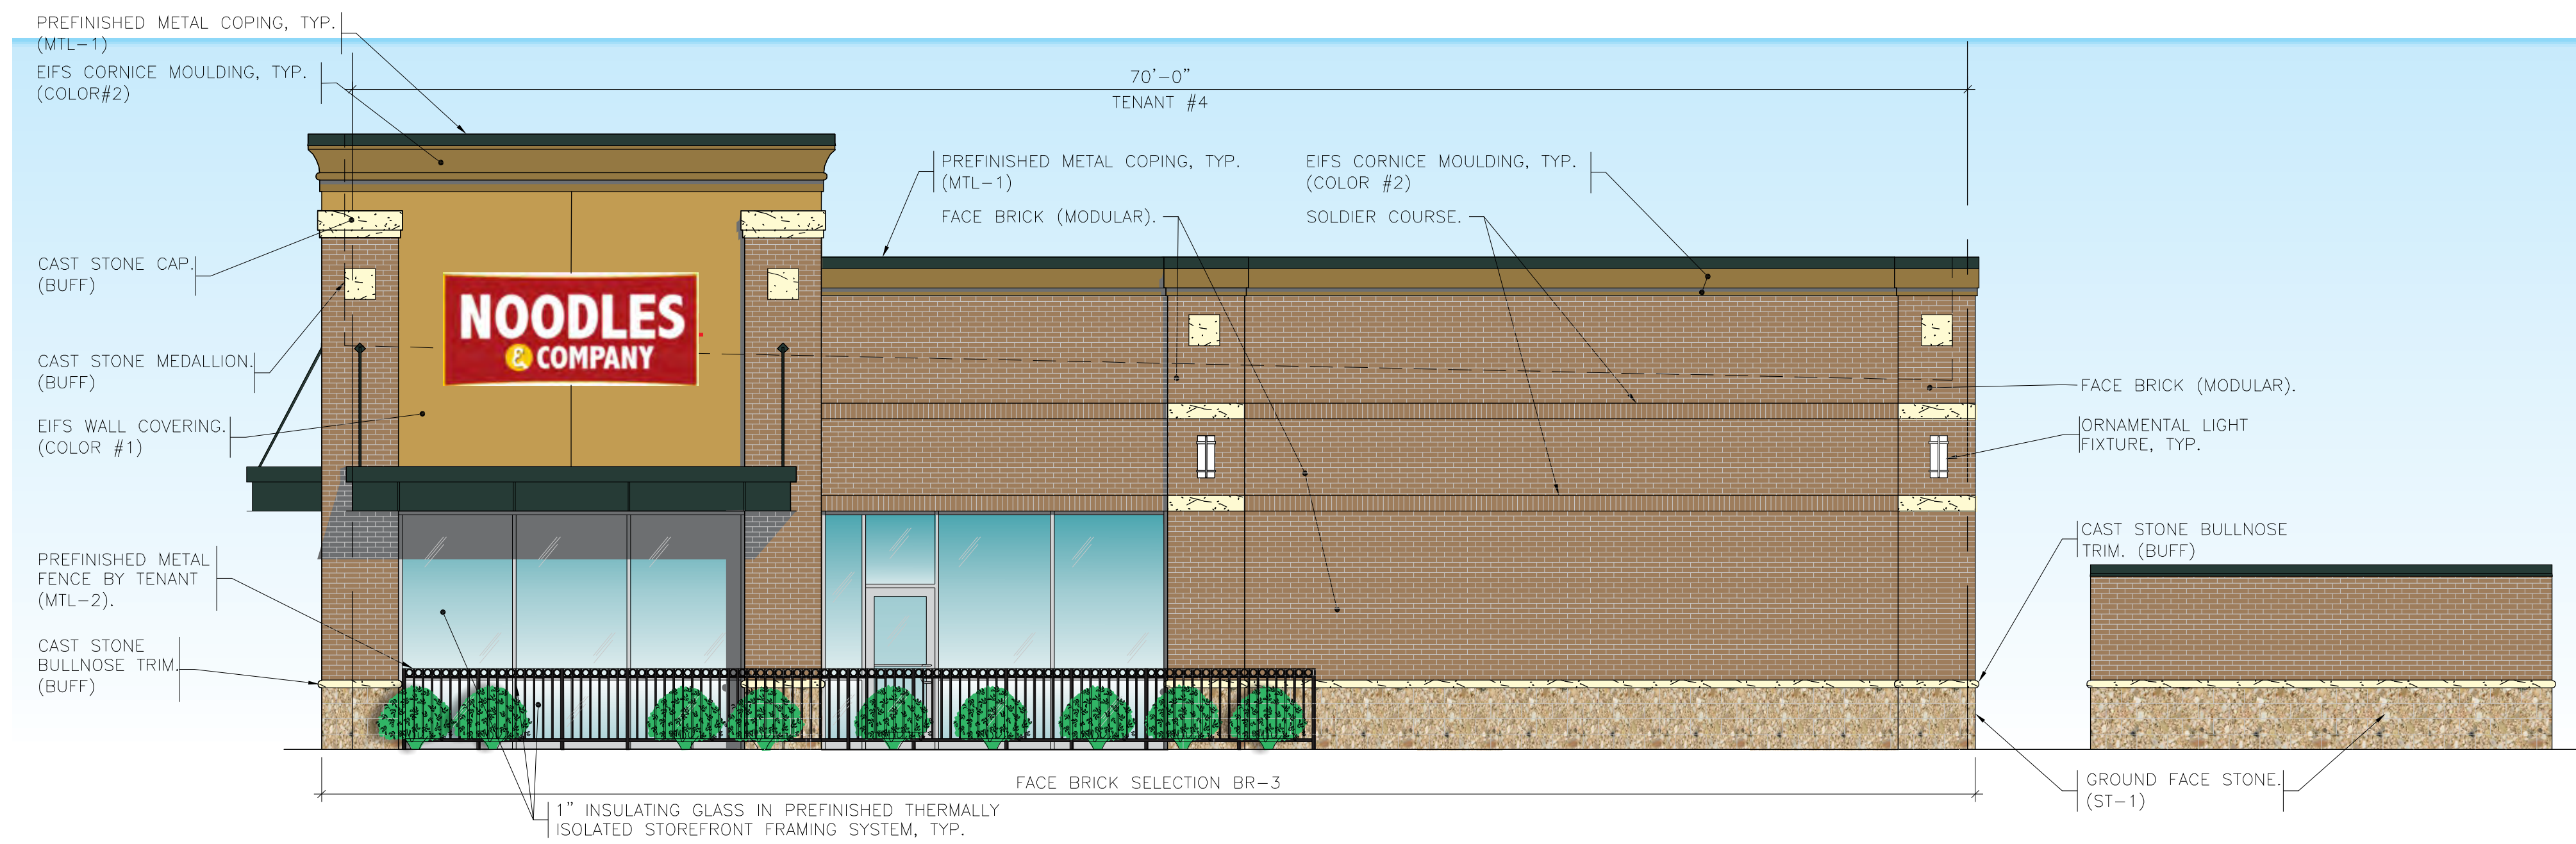 PREFINISHED METAL COPING, TYP.
(MTL-1)
EIFS CORNICE MOULDING, TYP.
(COLOR#2)
70'-0"
TENANT #4
PREFINISHED METAL COPING, TYP.
(MTL-1)
FACE BRICK (MODULAR).
EIFS CORNICE MOULDING, TYP.
(COLOR #2)
SOLDIER COURSE.
CAST STONE CAP.
(BUFF)
CAST STONE MEDALLION.
(BUFF)
EIFS WALL COVERING.
(COLOR #1)
NOODLES
& COMPANY
FACE BRICK (MODULAR).
ORNAMENTAL LIGHT
FIXTURE, TYP.
PREFINISHED METAL
FENCE BY TENANT
(MTL-2).
CAST STONE
BULLNOSE TRIM.
(BUFF)
CAST STONE BULLNOSE
TRIM. (BUFF)
FACE BRICK SELECTION BR-3
1" INSULATING GLASS IN PREFINISHED THERMALLY
ISOLATED STOREFRONT FRAMING SYSTEM, TYP.
GROUND FACE STONE.
(ST-1)